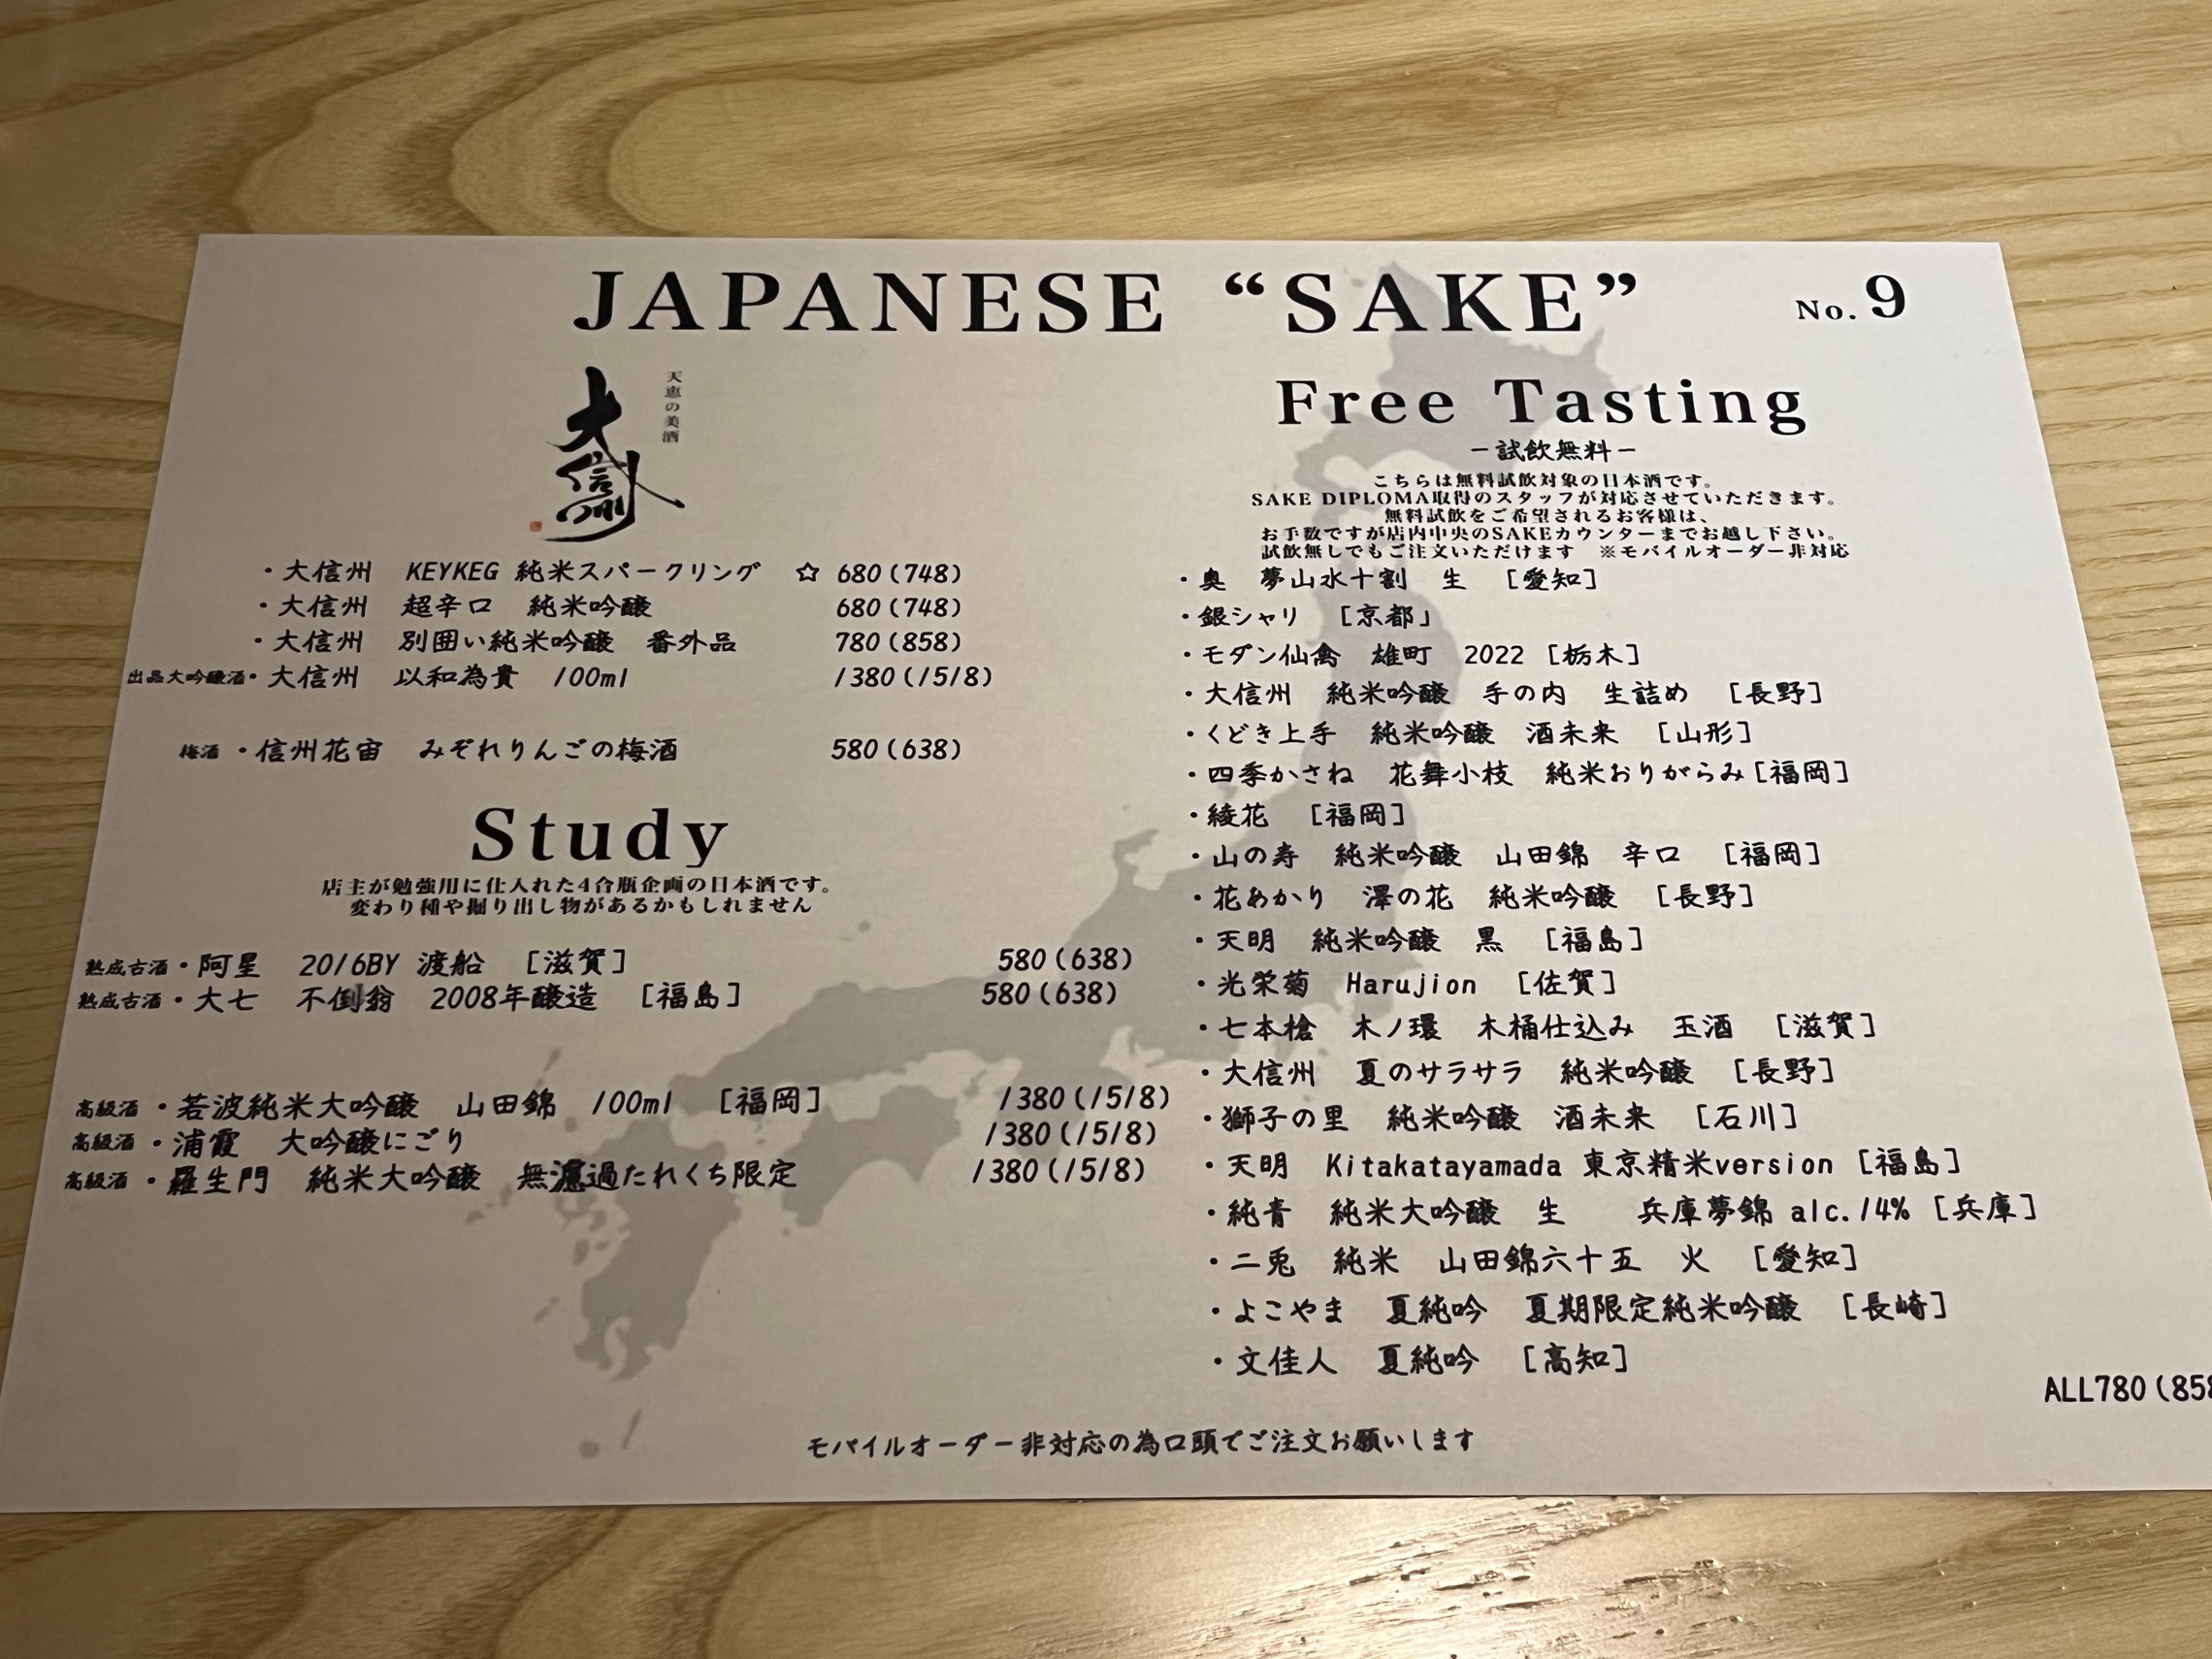 JAPANESE “SAKE”
No. 9
天恵の美酒
大信州
・大信州　KEYKEG 純米スパークリング　☆ 680(748)
・大信州　超辛口　純米吟醸　680(748)
・大信州　別囲い純米吟醸　番外品　780(858)
出品大吟醸酒・大信州　以和為貴　100ml　1380(1518)
梅酒・信州花宙　みぞれりんごの梅酒　580(638)
Study
店主が勉強用に仕入れた4合瓶企画の日本酒です。
変わり種や掘り出し物があるかもしれません
熟成古酒・阿星　2016BY 渡船　[滋賀]　580(638)
熟成古酒・大七　不倒翁　2008年醸造　[福島]　580(638)
高級酒・若波純米大吟醸　山田錦　100ml　[福岡]　1380(1518)
高級酒・浦霞　大吟醸にごり　1380(1518)
高級酒・羅生門　純米大吟醸　無濾過たれくち限定　1380(1518)
Free Tasting
－試飲無料－
こちらは無料試飲対象の日本酒です。
SAKE DIPLOMA取得のスタッフが対応させていただきます。
無料試飲をご希望されるお客様は、
お手数ですが店内中央のSAKEカウンターまでお越し下さい。
試飲無しでもご注文いただけます　※モバイルオーダー非対応
・奥　夢山水十割　生　[愛知]
・銀シャリ　[京都」
・モダン仙禽　雄町　2022 [栃木]
・大信州　純米吟醸　手の内　生詰め　[長野]
・くどき上手　純米吟醸　酒未来　[山形]
・四季かさね　花舞小枝　純米おりがらみ[福岡]
・綾花　[福岡]
・山の寿　純米吟醸　山田錦　辛口　[福岡]
・花あかり　澤の花　純米吟醸　[長野]
・天明　純米吟醸　黒　[福島]
・光栄菊　Harujion　[佐賀]
・七本槍　木ノ環　木桶仕込み　玉酒　[滋賀]
・大信州　夏のサラサラ　純米吟醸　[長野]
・獅子の里　純米吟醸　酒未来　[石川]
・天明　Kitakatayamada 東京精米version [福島]
・純青　純米大吟醸　生　　兵庫夢錦 alc.14% [兵庫]
・二兎　純米　山田錦六十五　火　[愛知]
・よこやま　夏純吟　夏期限定純米吟醸　[長崎]
・文佳人　夏純吟　[高知]
ALL780(858
モバイルオーダー非対応の為口頭でご注文お願いします